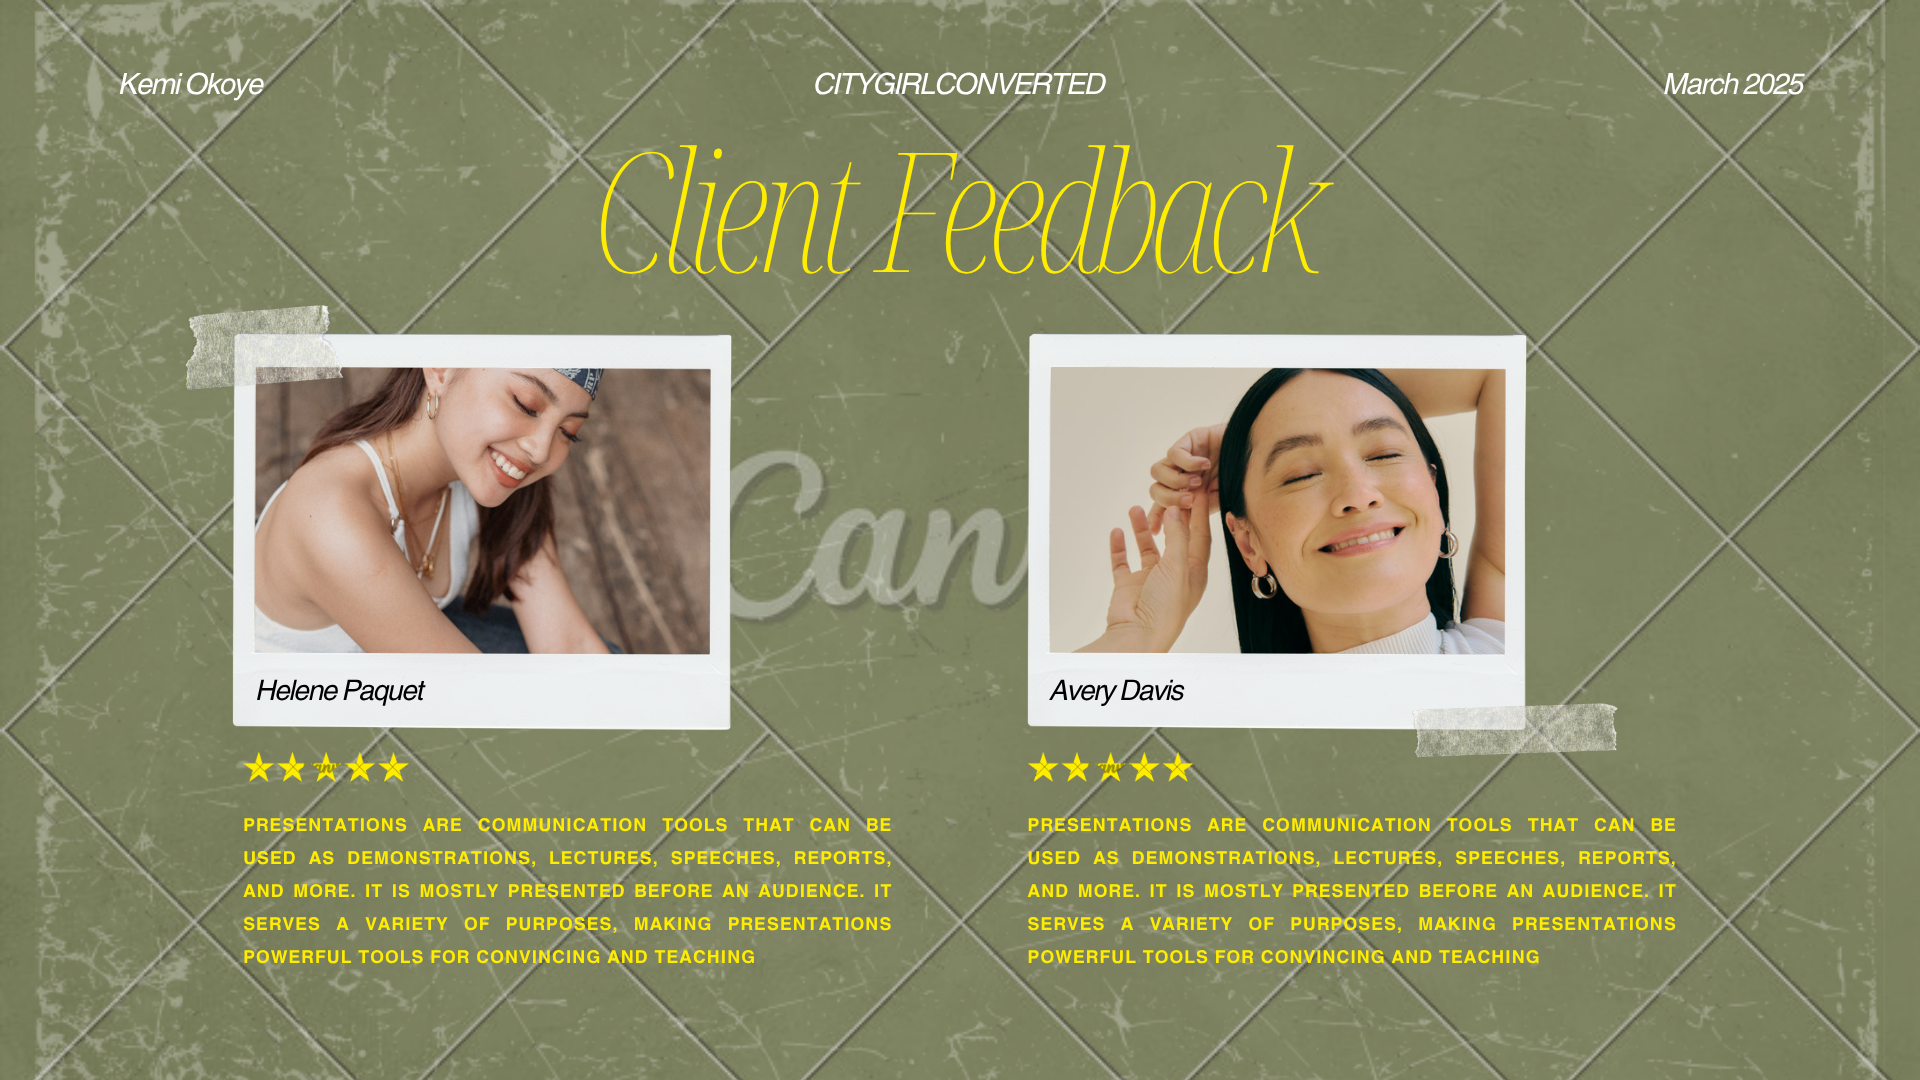 Kemi Okoye
CITYGIRLCONVERTED
March 2025
Client Feedback
Helene Paquet
PRESENTATIONS ARE COMMUNICATION TOOLS THAT CAN BE
USED AS DEMONSTRATIONS, LECTURES, SPEECHES, REPORTS,
AND MORE. IT IS MOSTLY PRESENTED BEFORE AN AUDIENCE. IT
SERVES A VARIETY OF PURPOSES, MAKING PRESENTATIONS
POWERFUL TOOLS FOR CONVINCING AND TEACHING
Avery Davis
PRESENTATIONS ARE COMMUNICATION TOOLS THAT CAN BE
USED AS DEMONSTRATIONS, LECTURES, SPEECHES, REPORTS,
AND MORE. IT IS MOSTLY PRESENTED BEFORE AN AUDIENCE. IT
SERVES A VARIETY OF PURPOSES, MAKING PRESENTATIONS
POWERFUL TOOLS FOR CONVINCING AND TEACHING
Can